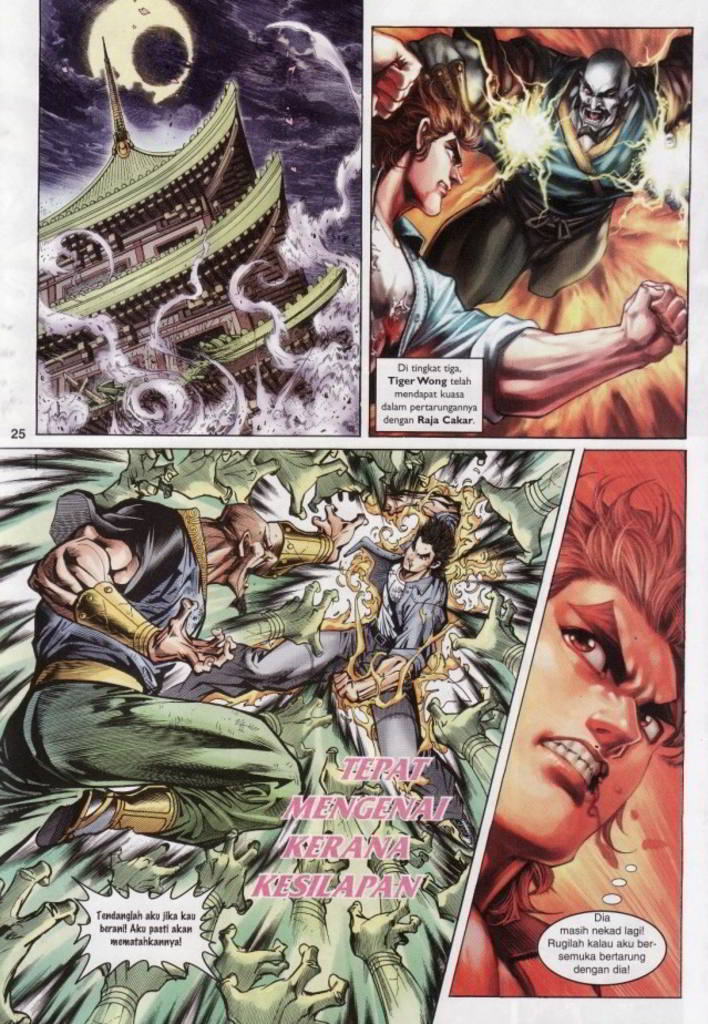 Di tingkat tiga,
Tiger Wong telah
mendapat kuasa
dalam pertarungannya
dengan Raja Cakar.
25
TEPAT
MENGENAI
KERANA
KESILAPAN
Tendanglah aku jika kau
berani! Aku pasti akan
mematahkannya!
Dia
masih nekad lagi!
Rugilah kalau aku ber-
semuka bertarung
dengan dia!